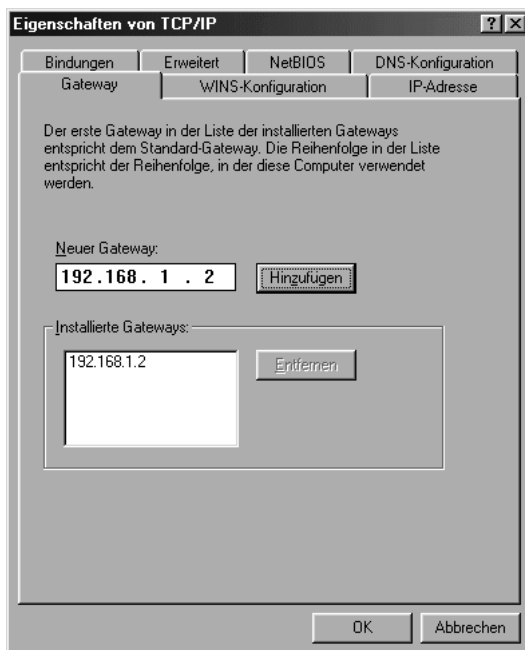 Eigenschaften von TCP/IP
Bindungen Erweitert NetBIOS DNS-Konfiguration
Gateway WINS-Konfiguration IP-Adresse
Der erste Gateway in der Liste der installierten Gateways
entspricht dem Standard-Gateway. Die Reihenfolge in der Liste
entspricht der Reihenfolge, in der diese Computer verwendet
werden.
Neuer Gateway:
192.168. 1 . 2 Hinzufügen
Installierte Gateways:
192.168.1.2 Entfernen
OK Abbrechen